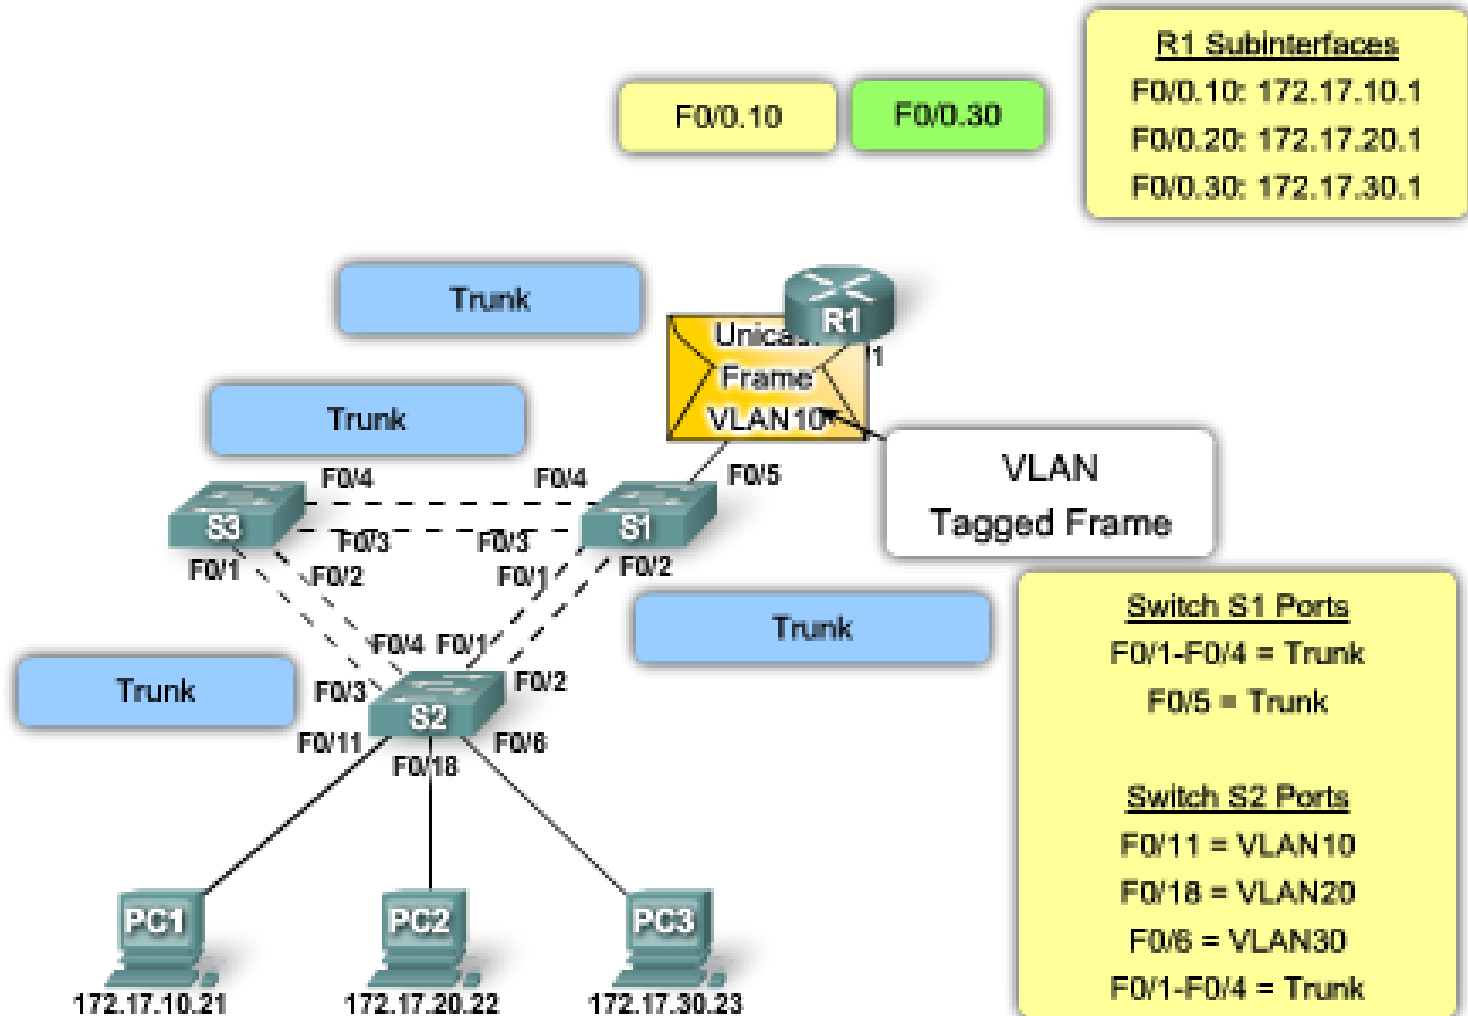 R1 Subinterfaces
F0/0.10: 172.17.10.1
F0/0.20: 172.17.20.1
F0/0.30: 172.17.30.1
F0/0.10
F0/0.30
Trunk
R1
Frame
VLAN10
1
Trunk
F0/5
VLAN
Tagged Frame
F0/4
F0/4
S3
S1
F0/3
F0/3
F0/1
F0/2
F0/1
F0/2
Trunk
F0/4
F0/1
Trunk
F0/3
F0/2
S2
F0/11
F0/18
F0/6
Switch S1 Ports
F0/1-F0/4 = Trunk
F0/5 = Trunk
Switch S2 Ports
F0/11 = VLAN10
F0/18 = VLAN20
F0/6 = VLAN30
F0/1-F0/4 = Trunk
PC1
PC2
PC3
172.17.10.21
172.17.20.22
172.17.30.23